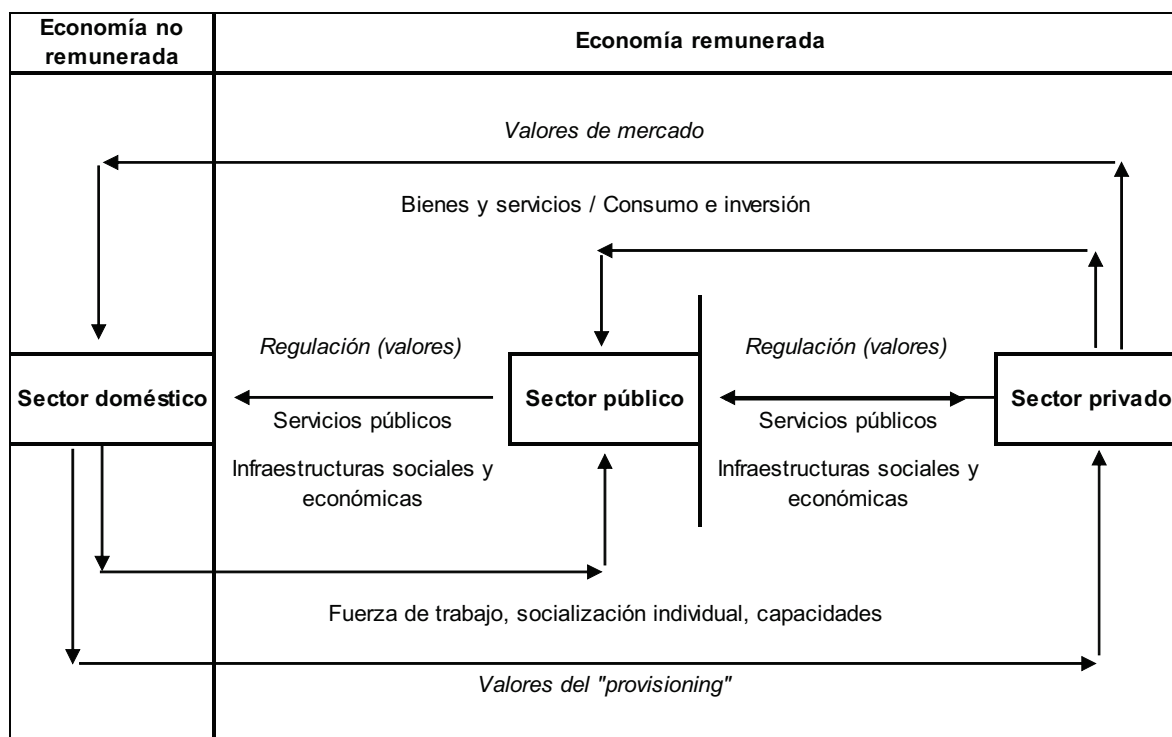 Economía no
remunerada
Economía remunerada
Valores de mercado
Bienes y servicios / Consumo e inversión
Regulación (valores)
Regulación (valores)
Sector doméstico
Sector público
Sector privado
Servicios públicos
Servicios públicos
Infraestructuras sociales y
económicas
Infraestructuras sociales y
económicas
Fuerza de trabajo, socialización individual, capacidades
Valores del "provisioning"